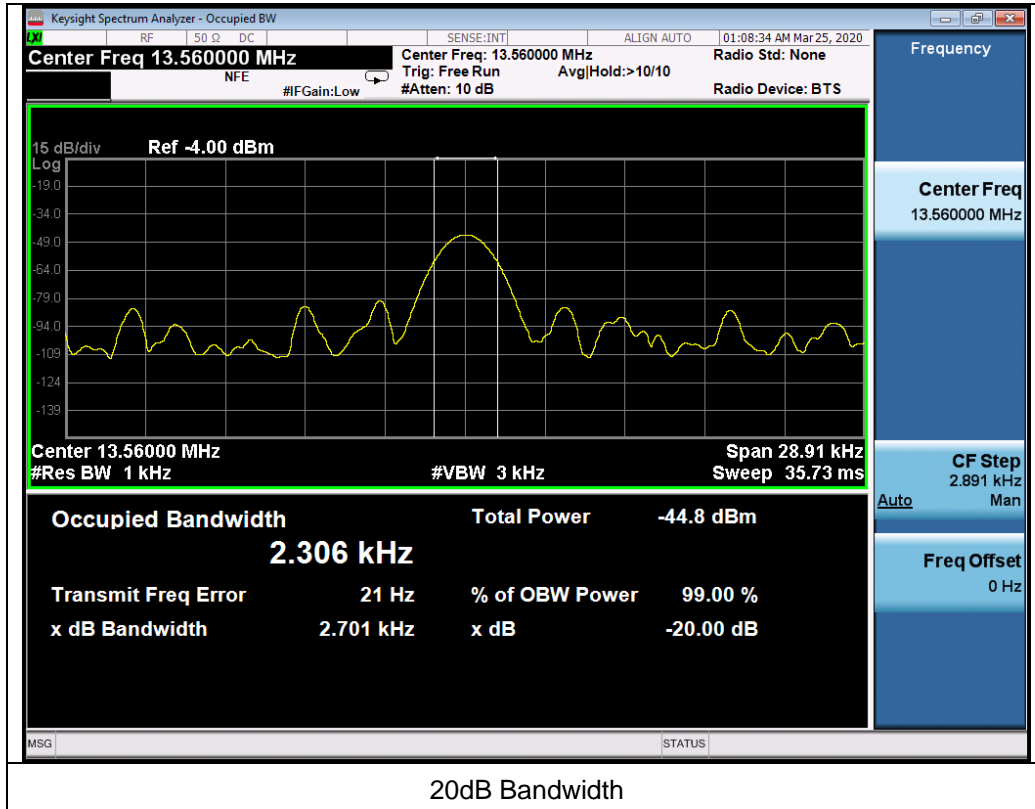 Keysight Spectrum Analyzer - Occupied BW
LXI RF 50 Ω DC SENSE:INT ALIGN AUTO 01:08:34 AM Mar 25, 2020
Center Freq 13.560000 MHz
NFE
#IFGain:Low
Center Freq: 13.560000 MHz
Trig: Free Run Avg|Hold:>10/10
#Atten: 10 dB
Radio Std: None
Radio Device: BTS
15 dB/div Ref -4.00 dBm
Log
-19.0
-34.0
-49.0
-64.0
-79.0
-94.0
-109
-124
-139
Center 13.56000 MHz Span 28.91 kHz
#Res BW 1 kHz #VBW 3 kHz Sweep 35.73 ms
Occupied Bandwidth Total Power -44.8 dBm
2.306 kHz
Transmit Freq Error 21 Hz % of OBW Power 99.00 %
x dB Bandwidth 2.701 kHz x dB -20.00 dB
MSG STATUS
Frequency
Center Freq
13.560000 MHz
CF Step
2.891 kHz
Auto Man
Freq Offset
0 Hz
20dB Bandwidth